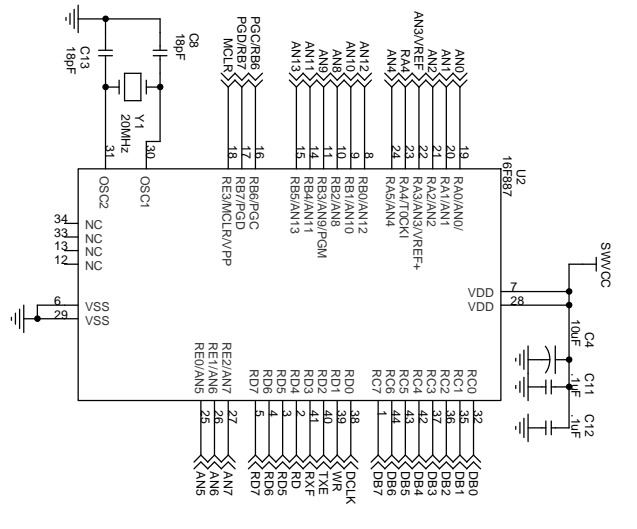 U2
16F887
SWVCC
AN0 19 RA0/AN0/
AN1 20 RA1/AN1
AN2 21 RA2/AN2
AN3/VREF 22 RA3/AN3/VREF+
RA4 23 RA4/T0CKI
AN4 24 RA5/AN4
AN12 8 RB0/AN12
AN10 9 RB1/AN10
AN8 10 RB2/AN8
AN9 11 RB3/AN9/PGM
AN11 14 RB4/AN11
AN13 15 RB5/AN13
PGC/RB6 16 RB6/PGC
PGD/RB7 17 RB7/PGD
MCLR 18 RE3/MCLR/VPP
C8
18pF
C13
18pF
Y1
20MHz
30 OSC1
31 OSC2
VDD 7
VDD 28
C4
10uF
C11
.1uF
C12
.1uF
RC0 32 DB0
RC1 35 DB1
RC2 36 DB2
RC3 37 DB3
RC4 42 DB4
RC5 43 DB5
RC6 44 DB6
RC7 1 DB7
RD0 38 DCLK
RD1 39 WR
RD2 40 TXE
RD3 41 RXF
RD4 2 RD
RD5 3 RD5
RD6 4 RD6
RD7 5 RD7
RE2/AN7 27 AN7
RE1/AN6 26 AN6
RE0/AN5 25 AN5
34 NC
33 NC
13 NC
12 NC
6 VSS
29 VSS